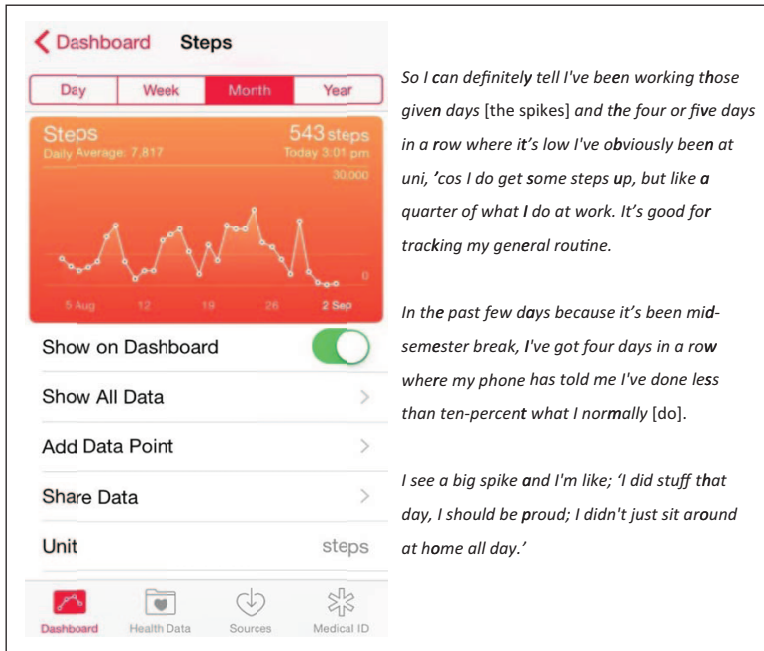 Dashboard Steps
Day Week Month Year
Steps 543 steps
Daily Average: 7,817 Today 3:01 pm
30,000
0
5 Aug 12 19 26 2 Sep
Show on Dashboard
Show All Data
Add Data Point
Share Data
Unit steps
Dashboard Health Data Sources Medical ID
So I can definitely tell I've been working those
given days [the spikes] and the four or five days
in a row where it’s low I've obviously been at
uni, ’cos I do get some steps up, but like a
quarter of what I do at work. It’s good for
tracking my general routine.
In the past few days because it’s been mid-
semester break, I've got four days in a row
where my phone has told me I've done less
than ten-percent what I normally [do].
I see a big spike and I'm like; ‘I did stuff that
day, I should be proud; I didn't just sit around
at home all day.’